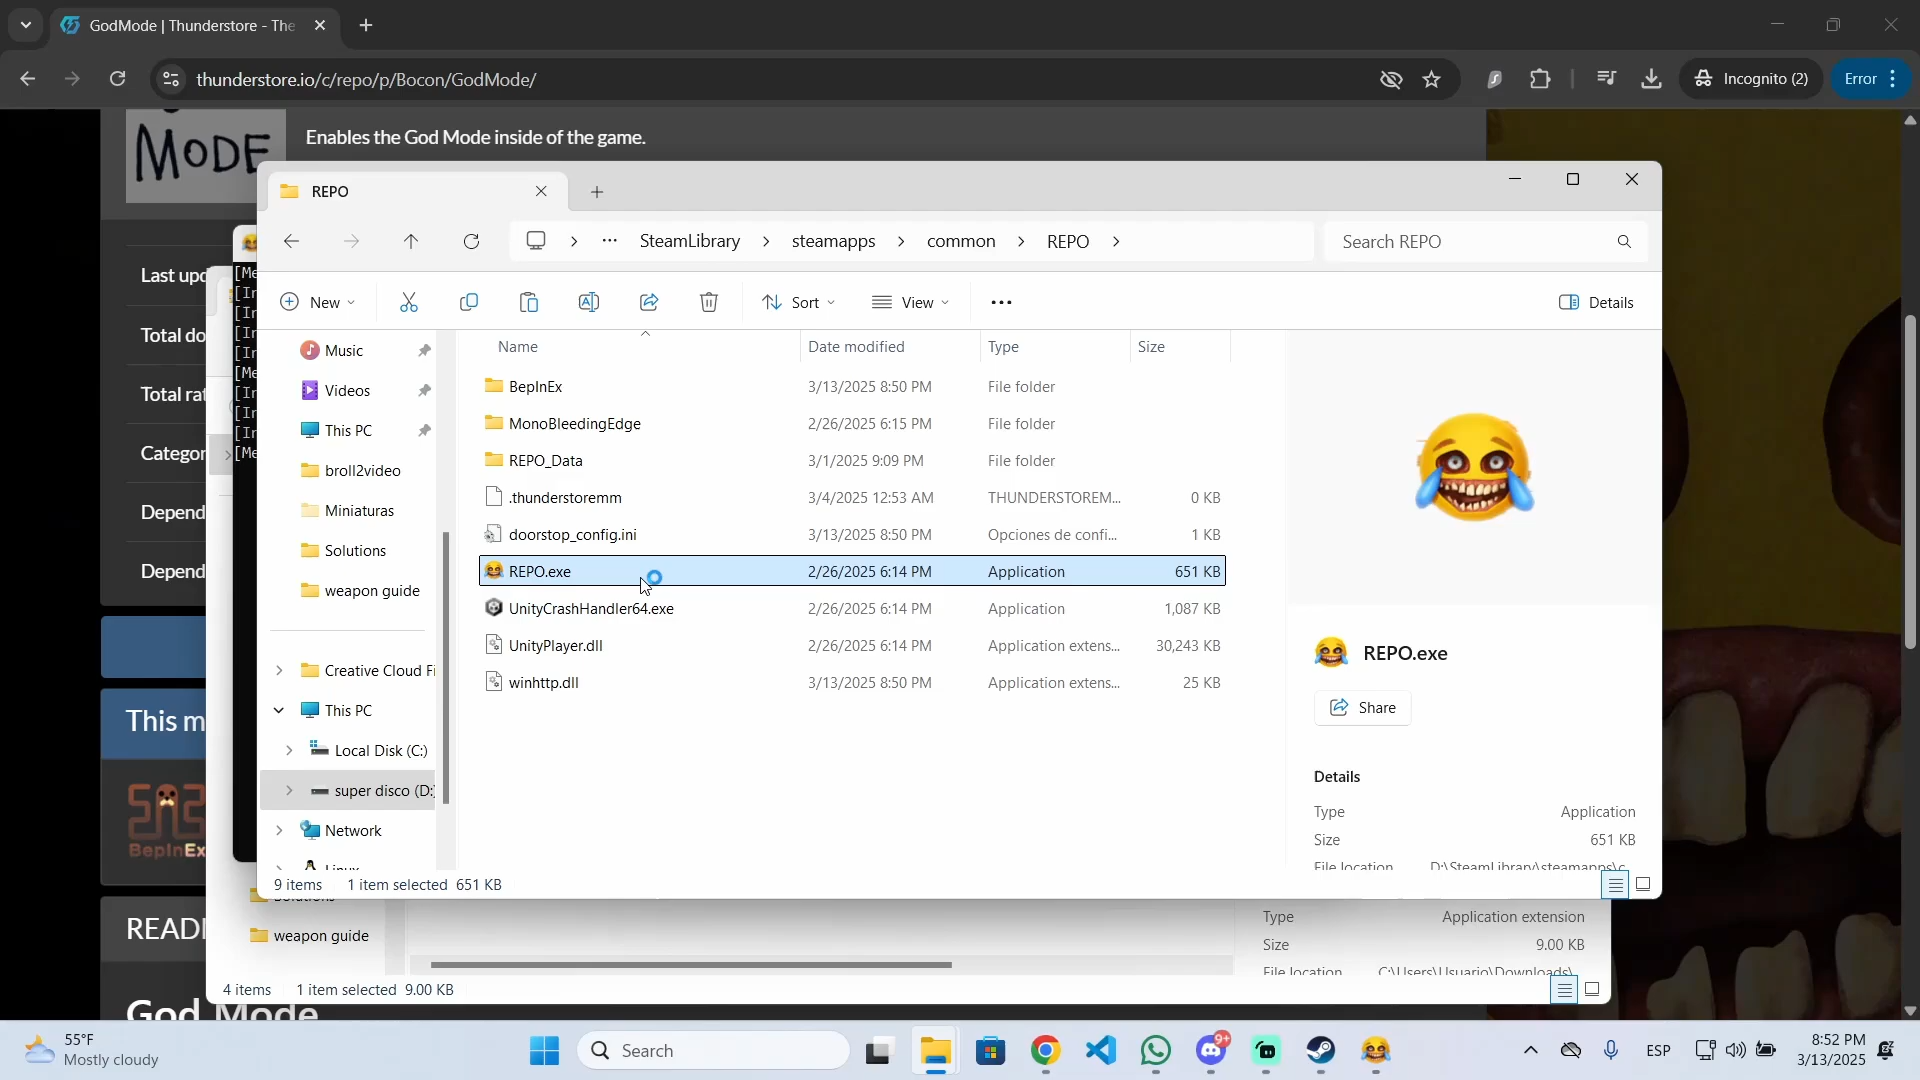 GodMode | Thunderstore - The
thunderstore.io/c/repo/p/Bocon/GodMode/
Incognito (2)
Error
MODE
Enables the God Mode inside of the game.
REPO
SteamLibrary
steamapps
common
REPO
Search REPO
New
Sort
View
Details
Last upd
Total do
Total rat
Categor
Depend
Depend
This m
BepInEx
READ
God Mode
Music
Videos
This PC
broll2video
Miniaturas
Solutions
weapon guide
Creative Cloud Fi
This PC
Local Disk (C:)
super disco (D:)
Network
Linux
Name Date modified Type Size
BepInEx 3/13/2025 8:50 PM File folder
MonoBleedingEdge 2/26/2025 6:15 PM File folder
REPO_Data 3/1/2025 9:09 PM File folder
.thunderstoremm 3/4/2025 12:53 AM THUNDERSTOREM... 0 KB
doorstop_config.ini 3/13/2025 8:50 PM Opciones de confi... 1 KB
REPO.exe 2/26/2025 6:14 PM Application 651 KB
UnityCrashHandler64.exe 2/26/2025 6:14 PM Application 1,087 KB
UnityPlayer.dll 2/26/2025 6:14 PM Application extens... 30,243 KB
winhttp.dll 3/13/2025 8:50 PM Application extens... 25 KB
REPO.exe
Share
Details
Type Application
Size 651 KB
File location D:\SteamLibrary\steamapps\c...
9 items 1 item selected 651 KB
Solutions
weapon guide
Type Application extension
Size 9.00 KB
File location C:\Users\Usuario\Downloads\
4 items 1 item selected 9.00 KB
55°F
Mostly cloudy
Search
9+
ESP
8:52 PM
3/13/2025